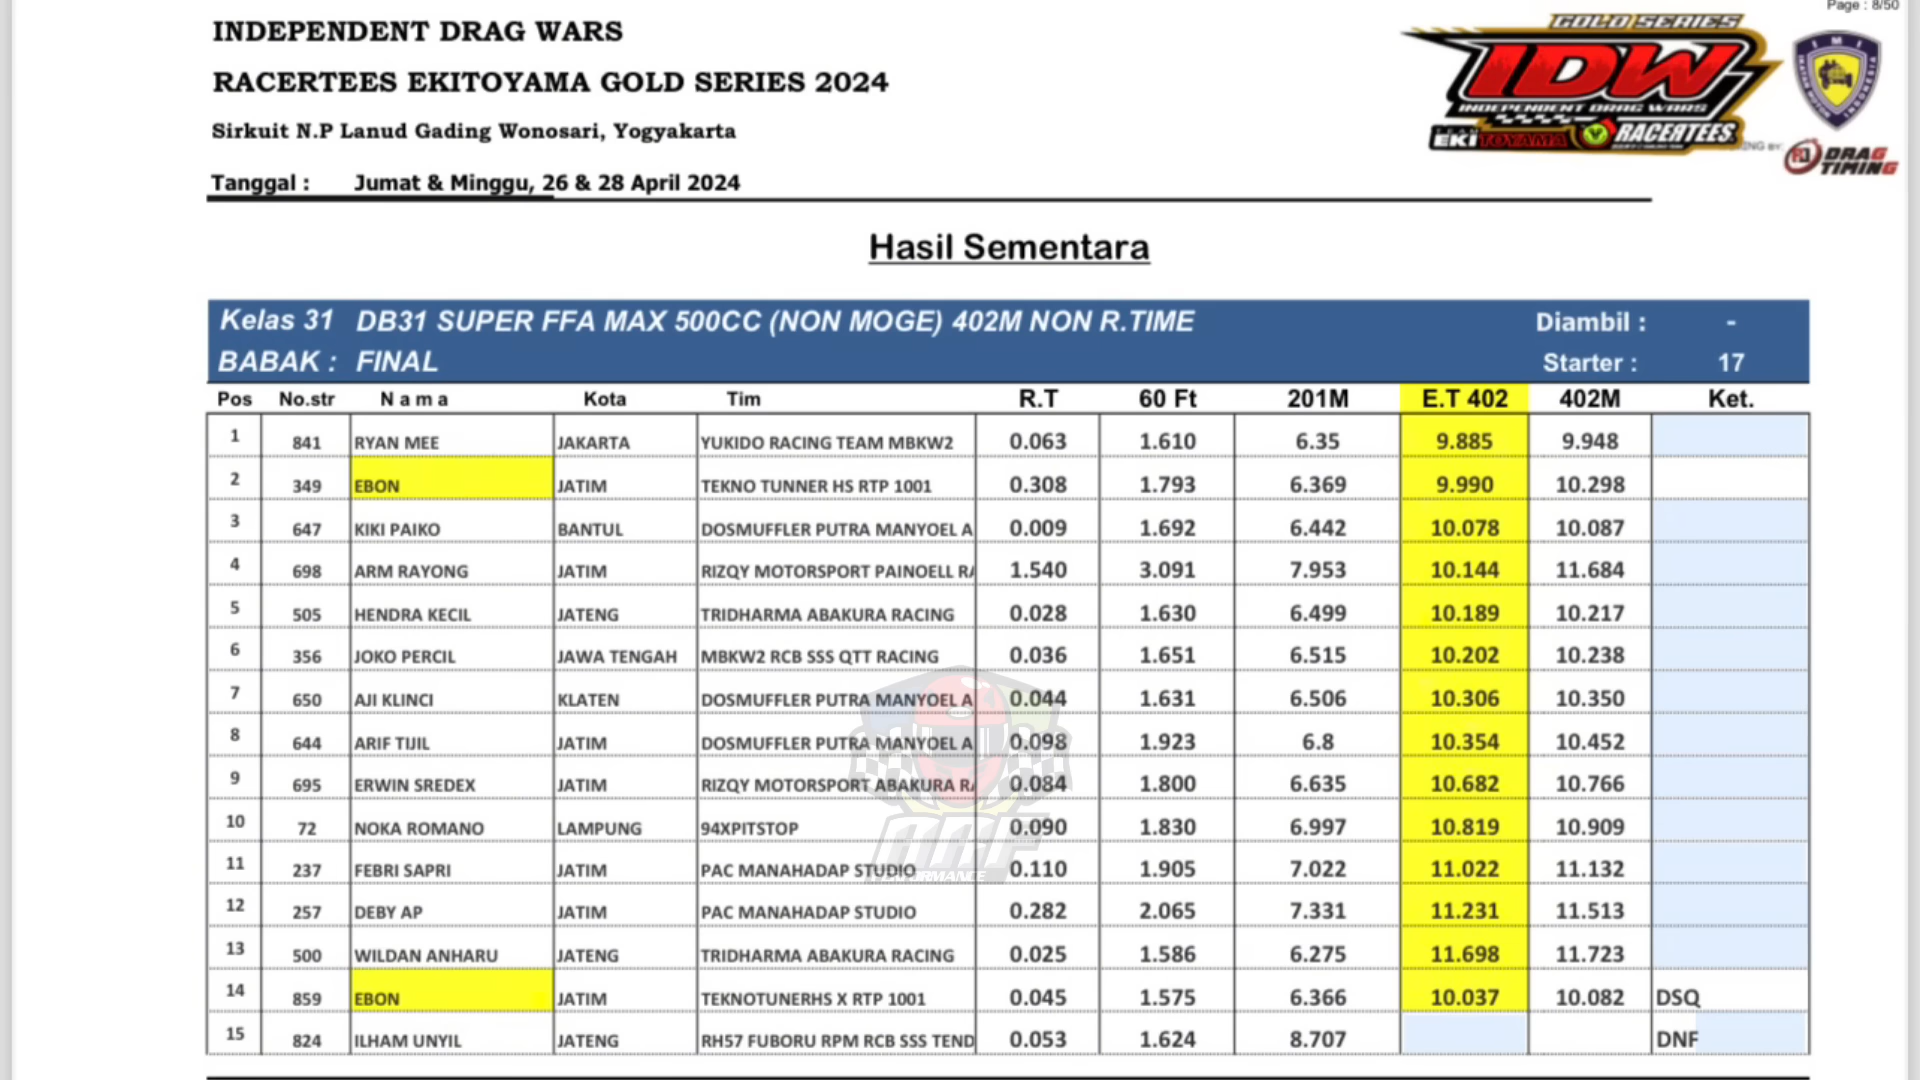 Page : 8/50
INDEPENDENT DRAG WARS
RACERTEES EKITOYAMA GOLD SERIES 2024
Sirkuit N.P Lanud Gading Wonosari, Yogyakarta
Tanggal : Jumat & Minggu, 26 & 28 April 2024
GOLD SERIES
IDW
INDEPENDENT DRAG WARS
TEAM EKITOYAMA RACERTEES
IMI
IKATAN MOTOR INDONESIA
DRAG TIMING
Hasil Sementara
Kelas 31 DB31 SUPER FFA MAX 500CC (NON MOGE) 402M NON R.TIME Diambil : -
BABAK : FINAL Starter : 17
Pos No.str N a m a Kota Tim R.T 60 Ft 201M E.T 402 402M Ket.
1 841 RYAN MEE JAKARTA YUKIDO RACING TEAM MBKW2 0.063 1.610 6.35 9.885 9.948
2 349 EBON JATIM TEKNO TUNNER HS RTP 1001 0.308 1.793 6.369 9.990 10.298
3 647 KIKI PAIKO BANTUL DOSMUFFLER PUTRA MANYOEL A 0.009 1.692 6.442 10.078 10.087
4 698 ARM RAYONG JATIM RIZQY MOTORSPORT PAINOELL RA 1.540 3.091 7.953 10.144 11.684
5 505 HENDRA KECIL JATENG TRIDHARMA ABAKURA RACING 0.028 1.630 6.499 10.189 10.217
6 356 JOKO PERCIL JAWA TENGAH MBKW2 RCB SSS QTT RACING 0.036 1.651 6.515 10.202 10.238
7 650 AJI KLINCI KLATEN DOSMUFFLER PUTRA MANYOEL A 0.044 1.631 6.506 10.306 10.350
8 644 ARIF TIJIL JATIM DOSMUFFLER PUTRA MANYOEL A 0.098 1.923 6.8 10.354 10.452
9 695 ERWIN SREDEX JATIM RIZQY MOTORSPORT ABAKURA RA 0.084 1.800 6.635 10.682 10.766
10 72 NOKA ROMANO LAMPUNG 94XPITSTOP 0.090 1.830 6.997 10.819 10.909
11 237 FEBRI SAPRI JATIM PAC MANAHADAP STUDIO 0.110 1.905 7.022 11.022 11.132
12 257 DEBY AP JATIM PAC MANAHADAP STUDIO 0.282 2.065 7.331 11.231 11.513
13 500 WILDAN ANHARU JATENG TRIDHARMA ABAKURA RACING 0.025 1.586 6.275 11.698 11.723
14 859 EBON JATIM TEKNOTUNERHS X RTP 1001 0.045 1.575 6.366 10.037 10.082 DSQ
15 824 ILHAM UNYIL JATENG RH57 FUBORU RPM RCB SSS TEND 0.053 1.624 8.707 DNF